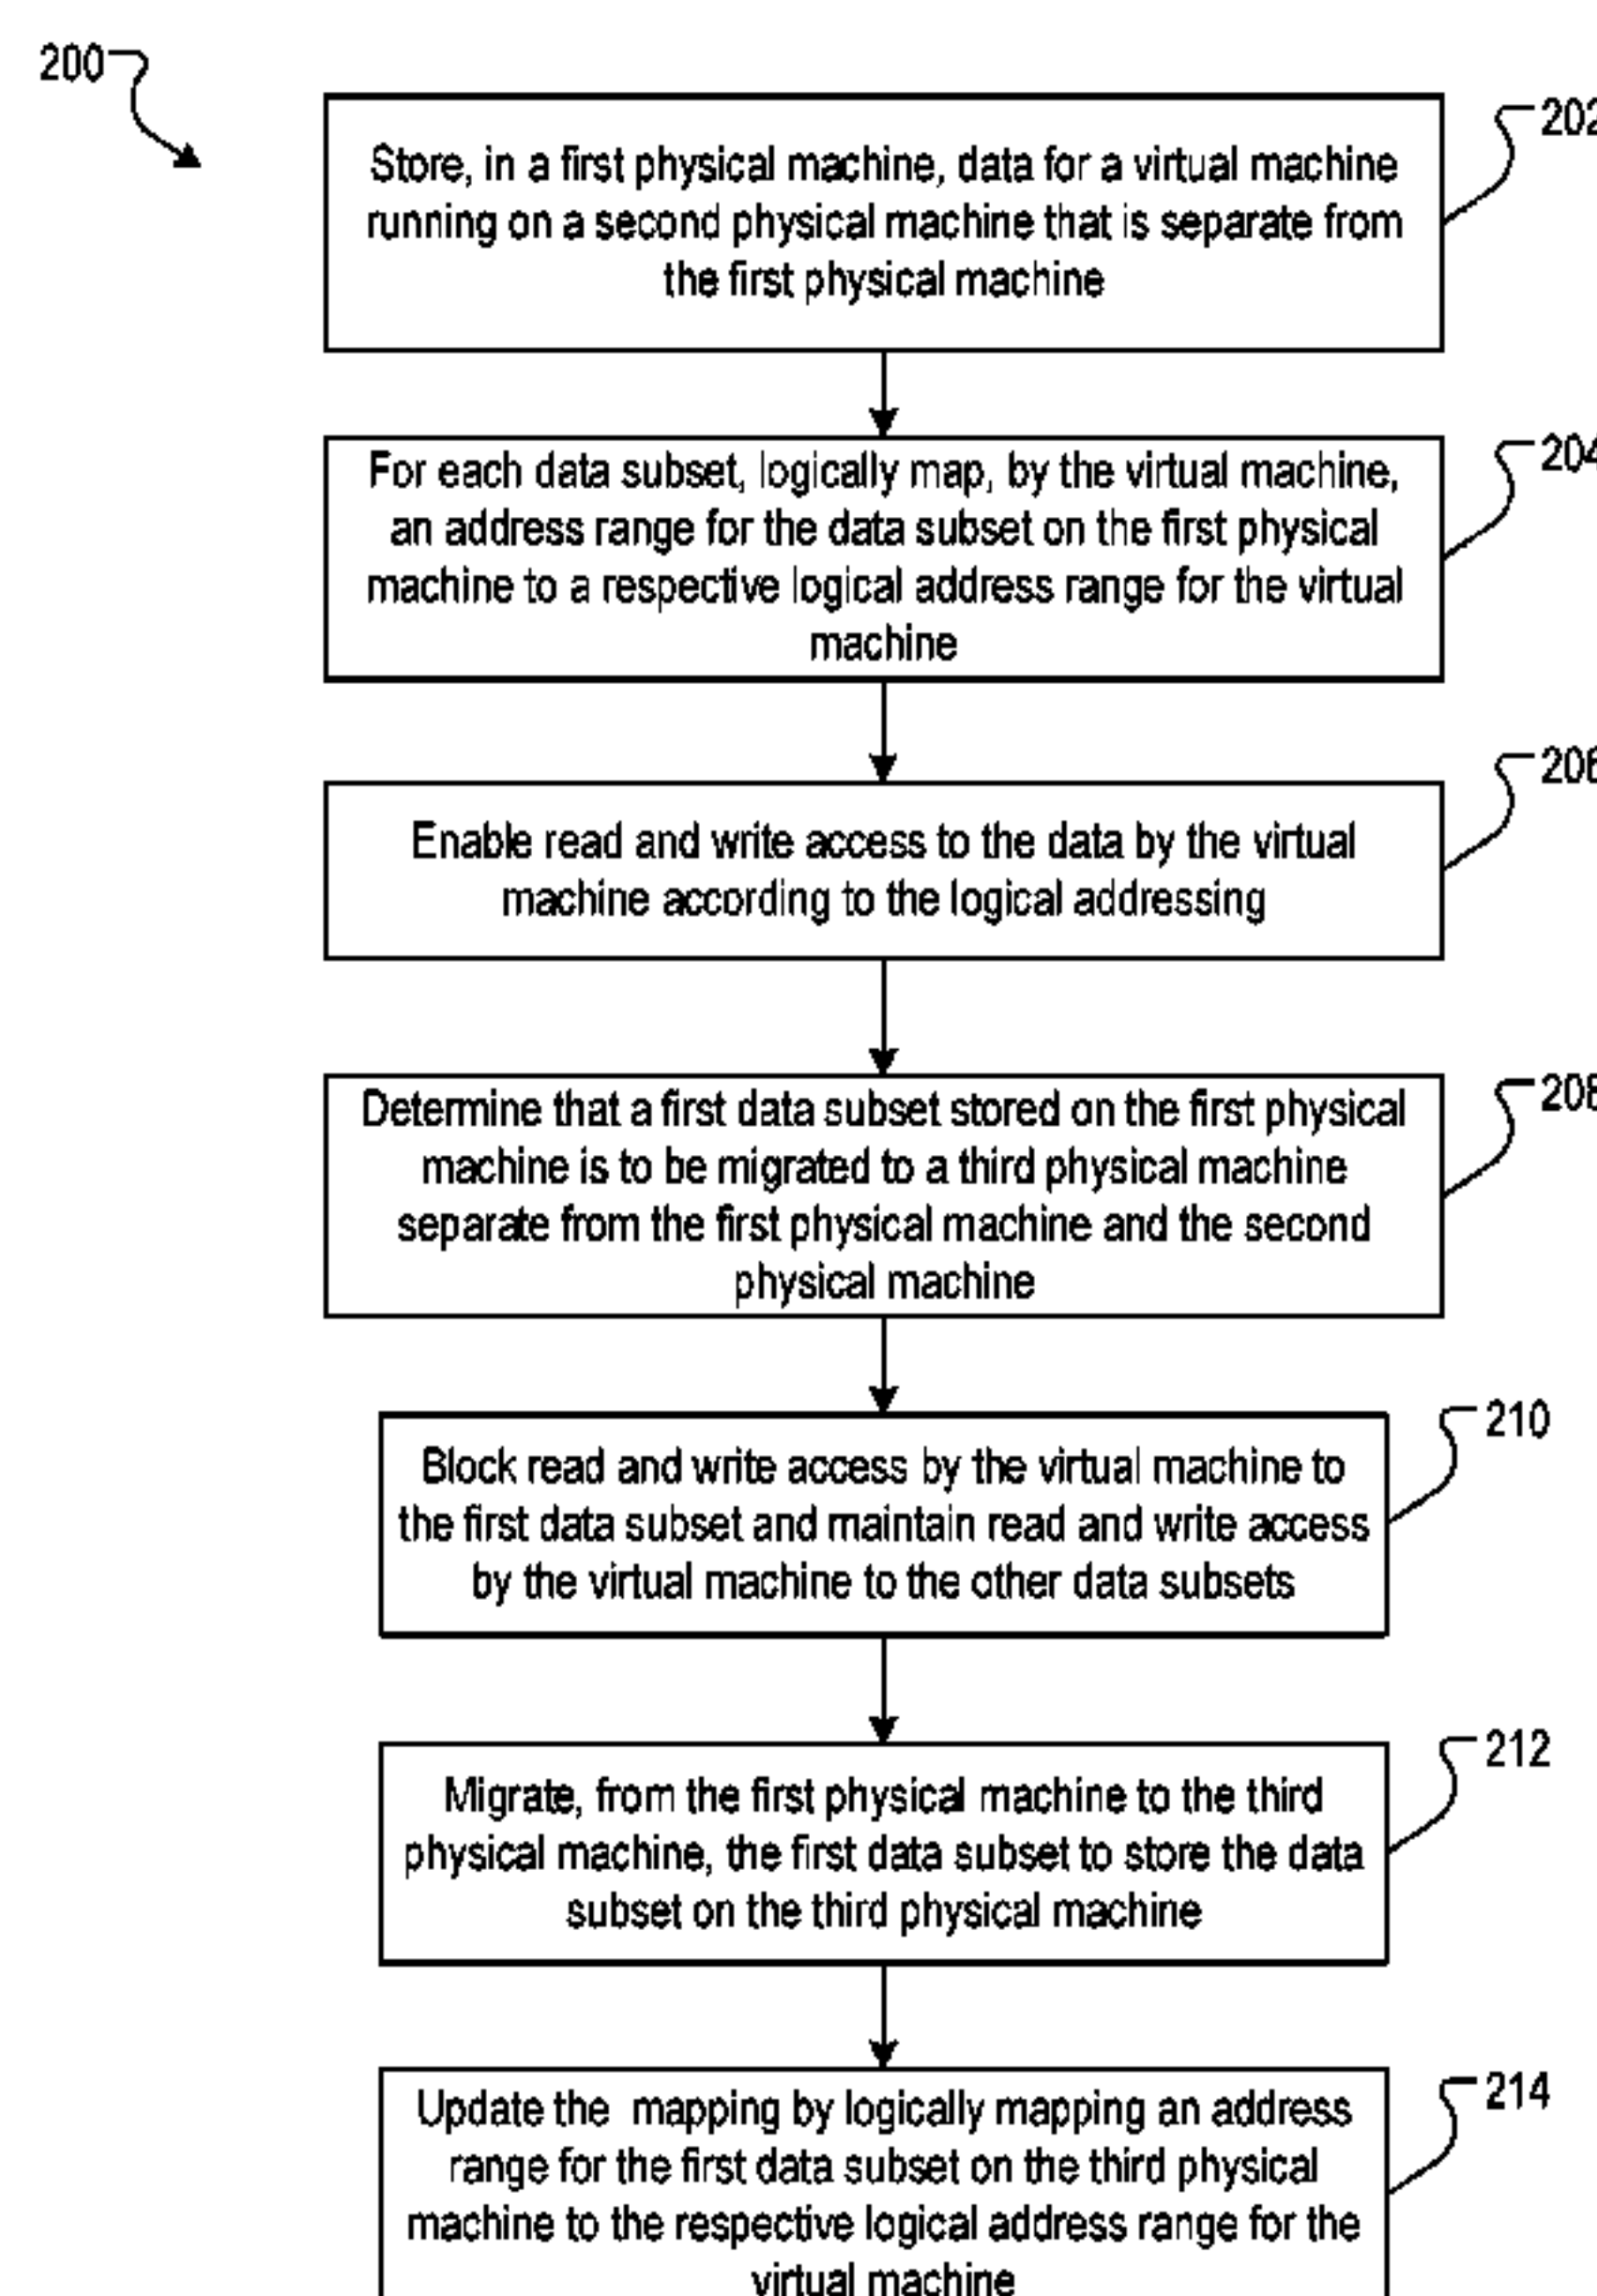 200
202
Store, in a first physical machine, data for a virtual machine
running on a second physical machine that is separate from
the first physical machine
204
For each data subset, logically map, by the virtual machine,
an address range for the data subset on the first physical
machine to a respective logical address range for the virtual
machine
206
Enable read and write access to the data by the virtual
machine according to the logical addressing
208
Determine that a first data subset stored on the first physical
machine is to be migrated to a third physical machine
separate from the first physical machine and the second
physical machine
210
Block read and write access by the virtual machine to
the first data subset and maintain read and write access
by the virtual machine to the other data subsets
212
Migrate, from the first physical machine to the third
physical machine, the first data subset to store the data
subset on the third physical machine
214
Update the mapping by logically mapping an address
range for the first data subset on the third physical
machine to the respective logical address range for the
virtual machine